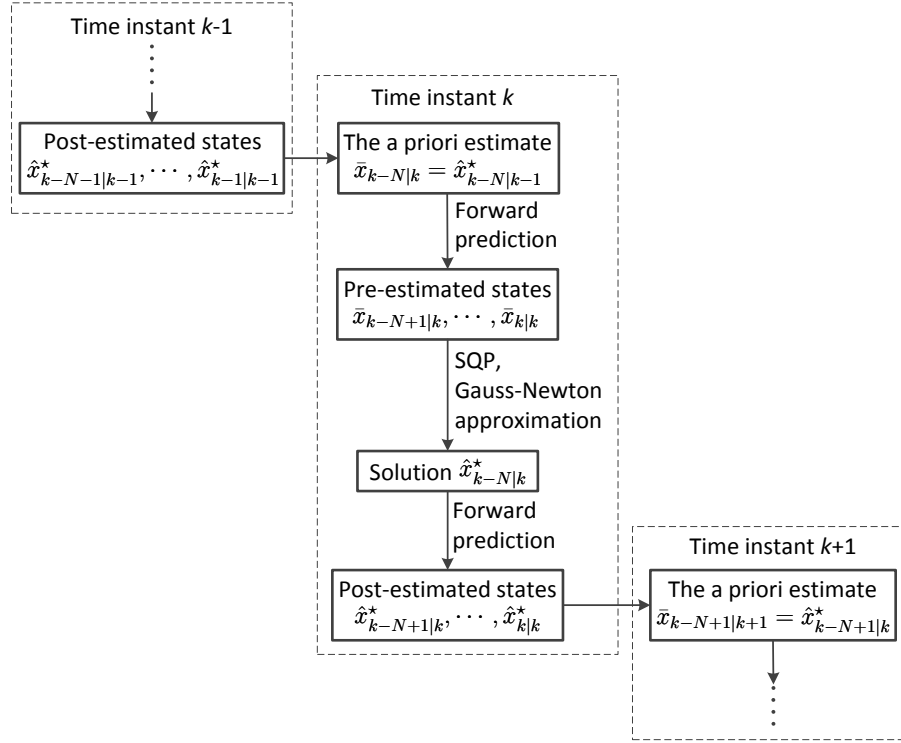 Time instant k-1
Post-estimated states
x̂⋆k−N−1|k−1, ⋯ , x̂⋆k−1|k−1
Time instant k
The a priori estimate
x̄k−N|k = x̂⋆k−N|k−1
Forward
prediction
Pre-estimated states
x̄k−N+1|k, ⋯ , x̄k|k
SQP,
Gauss-Newton
approximation
Solution x̂⋆k−N|k
Forward
prediction
Post-estimated states
x̂⋆k−N+1|k, ⋯ , x̂⋆k|k
Time instant k+1
The a priori estimate
x̄k−N+1|k+1 = x̂⋆k−N+1|k